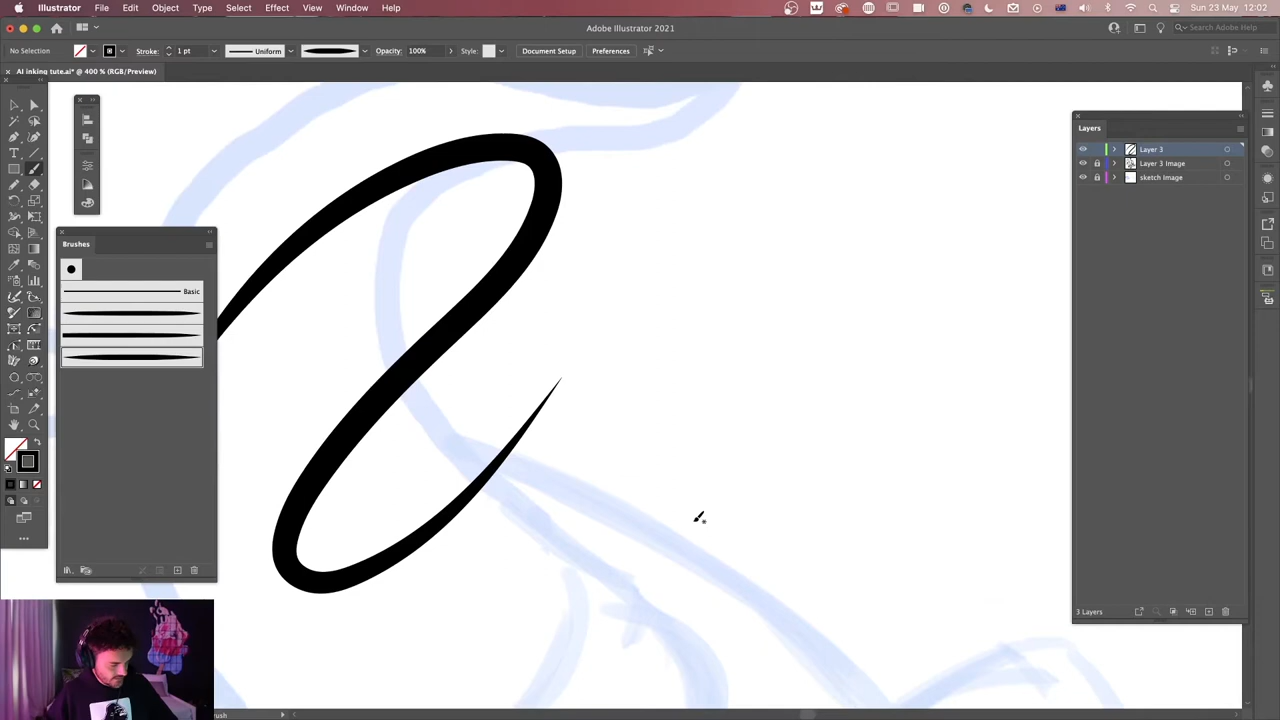 Illustrator File Edit Object Type Select Effect View Window Help Sun 23 May 12:02
Adobe Illustrator 2021
Search Adobe Help
No Selection Stroke: 1 pt Uniform Opacity: 100% Style: Document Setup Preferences
AI inking tute.ai* @ 400 % (RGB/Preview)
Layers
Layer 3
Layer 3 Image
sketch Image
Brushes
Basic
3 Layers